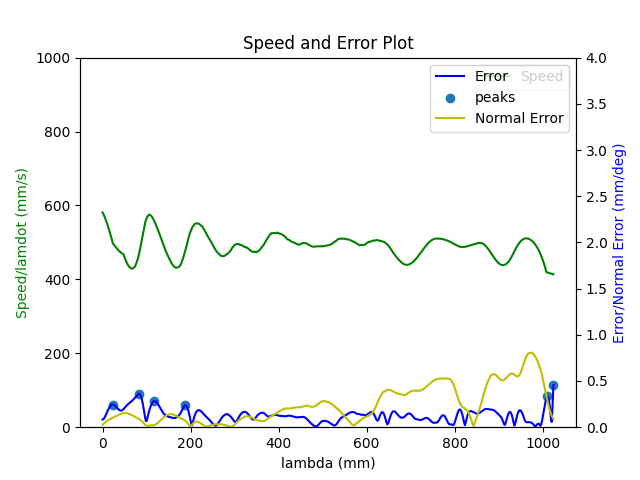 Speed and Error Plot
1000
800
600
400
200
0
Speed/lamdot (mm/s)
4.0
3.5
3.0
2.5
2.0
1.5
1.0
0.5
0.0
Error/Normal Error (mm/deg)
Error
Speed
peaks
Normal Error
0
200
400
600
800
1000
lambda (mm)